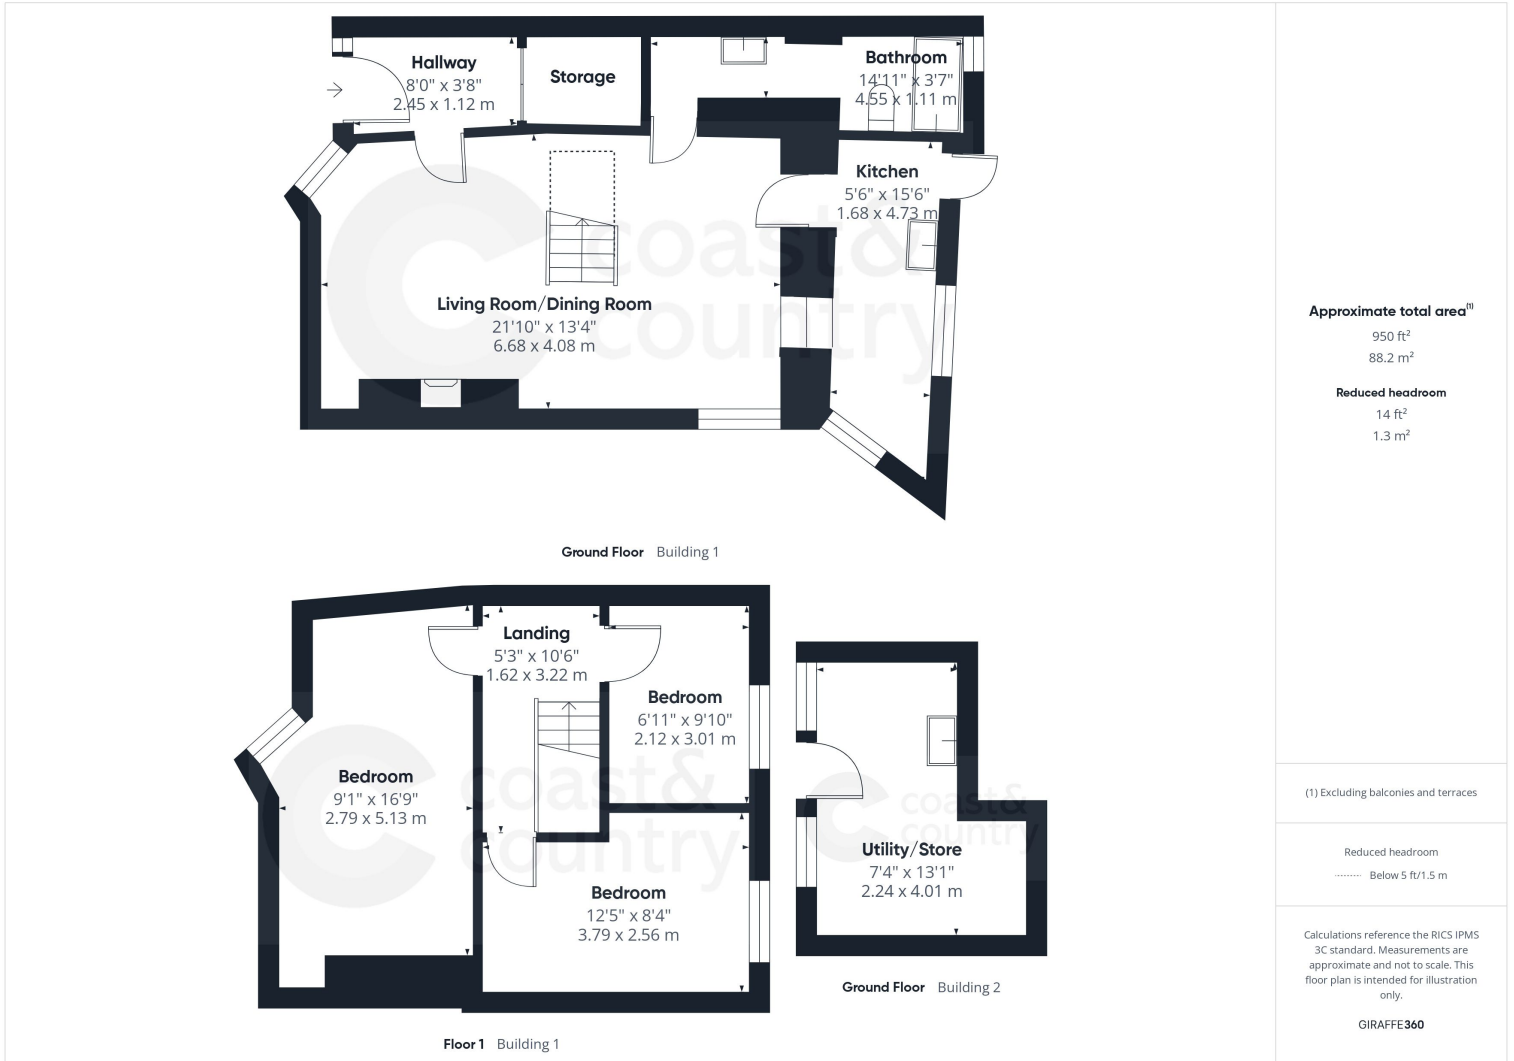 Hallway
8'0" x 3'8"
2.45 x 1.12 m
Storage
Bathroom
14'11" x 3'7"
4.55 x 1.11 m
Kitchen
5'6" x 15'6"
1.68 x 4.73 m
coast&
country
Living Room/Dining Room
21'10" x 13'4"
6.68 x 4.08 m
Ground Floor Building 1
Landing
5'3" x 10'6"
1.62 x 3.22 m
Bedroom
6'11" x 9'10"
2.12 x 3.01 m
Bedroom
9'1" x 16'9"
2.79 x 5.13 m
coast&
country
Bedroom
12'5" x 8'4"
3.79 x 2.56 m
Floor 1 Building 1
coast&
country
Utility/Store
7'4" x 13'1"
2.24 x 4.01 m
Ground Floor Building 2
Approximate total area(1)
950 ft²
88.2 m²
Reduced headroom
14 ft²
1.3 m²
(1) Excluding balconies and terraces
Reduced headroom
Below 5 ft/1.5 m
Calculations reference the RICS IPMS
3C standard. Measurements are
approximate and not to scale. This
floor plan is intended for illustration
only.
GIRAFFE360